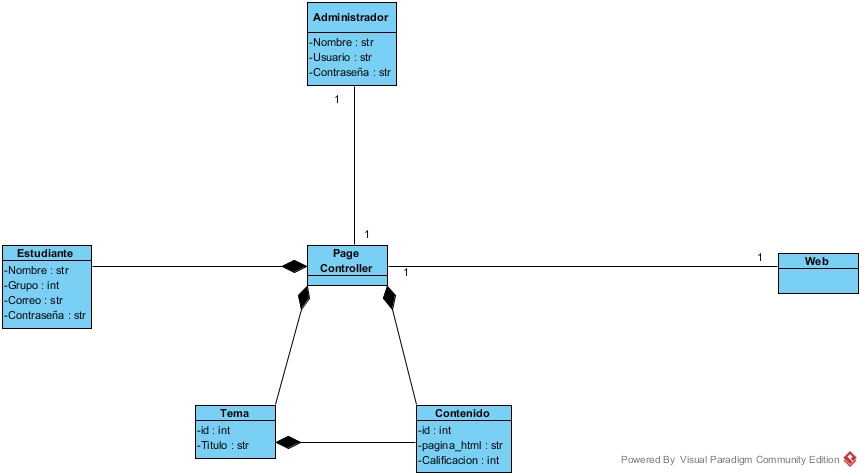 Administrador
-Nombre : str
-Usuario : str
-Contraseña : str
1
1
Estudiante
-Nombre : str
-Grupo : int
-Correo : str
-Contraseña : str
Page
Controller
1
1
Web
Tema
-id : int
-Titulo : str
Contenido
-id : int
-pagina_html : str
-Calificacion : int
Powered By Visual Paradigm Community Edition